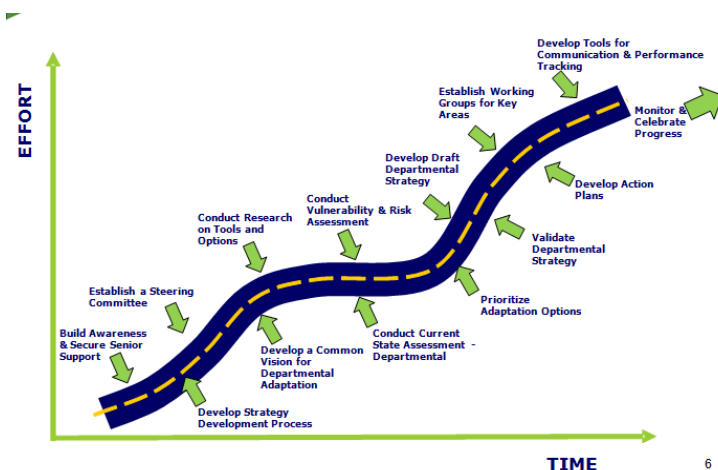 Develop Tools for
Communication & Performance
Tracking
EFFORT
Establish Working
Groups for Key
Areas
Monitor &
Celebrate
Progress
Develop Draft
Departmental
Strategy
Develop Action
Plans
Conduct
Vulnerability & Risk
Assessment
Conduct Research
on Tools and
Options
Validate
Departmental
Strategy
Establish a Steering
Committee
Prioritize
Adaptation Options
Build Awareness
& Secure Senior
Support
Develop a Common
Vision for
Departmental
Adaptation
Conduct Current
State Assessment -
Departmental
Develop Strategy
Development Process
TIME
6